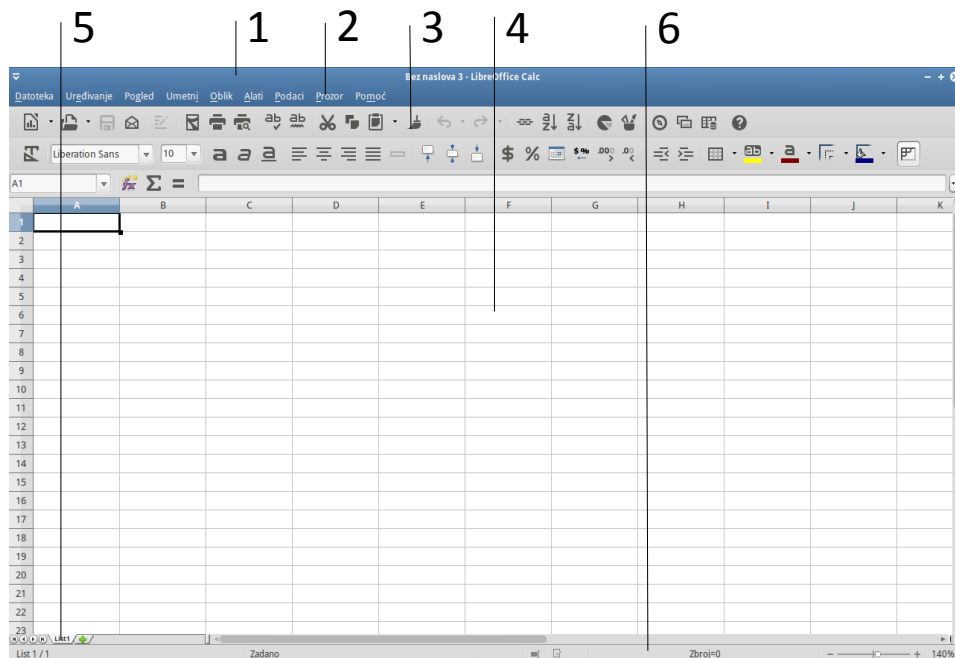 5 1 2 3 4 6
Bez naslova 3 - LibreOffice Calc
Datoteka Uređivanje Pogled Umetni Oblik Alati Podaci Prozor Pomoć
Liberation Sans 10 a a a $ %
A1 Σ =
A B C D E F G H I J K
1
2
3
4
5
6
7
8
9
10
11
12
13
14
15
16
17
18
19
20
21
22
23
List1
List 1 / 1 Zadano Zbroj=0 140%